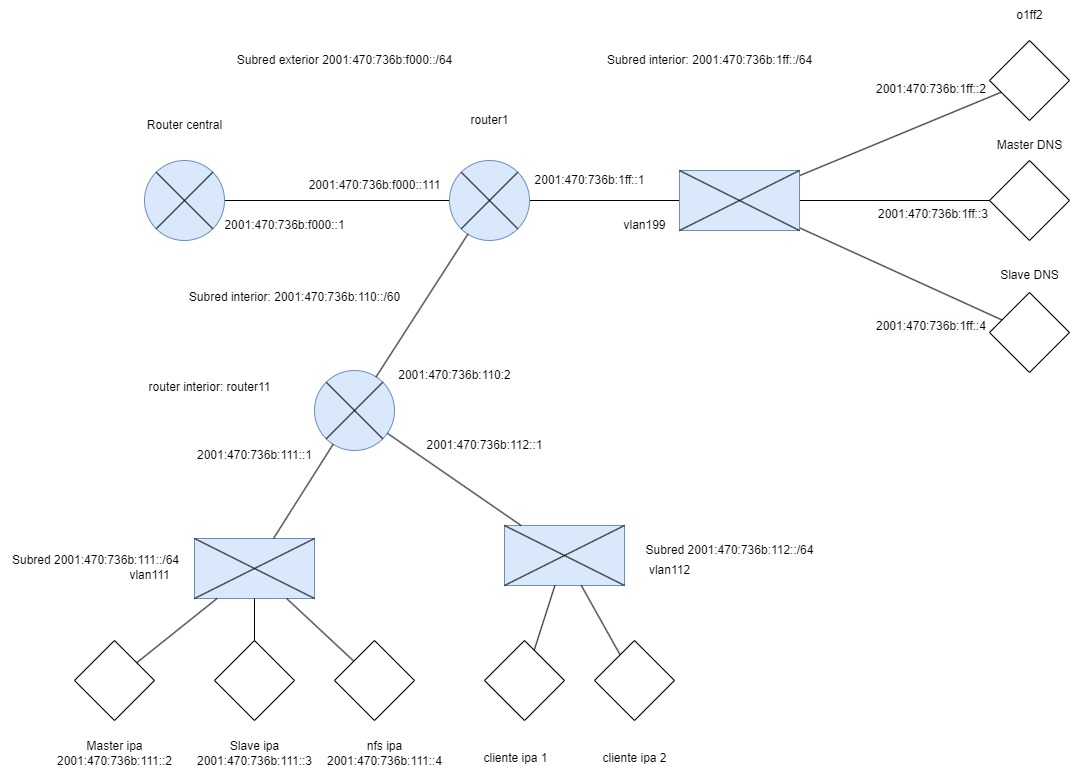 o1ff2
Subred exterior 2001:470:736b:f000::/64
Subred interior: 2001:470:736b:1ff::/64
2001:470:736b:1ff::2
Router central
router1
Master DNS
2001:470:736b:f000::111
2001:470:736b:1ff::1
2001:470:736b:f000::1
vlan199
2001:470:736b:1ff::3
Slave DNS
Subred interior: 2001:470:736b:110::/60
2001:470:736b:1ff::4
router interior: router11
2001:470:736b:110:2
2001:470:736b:111::1
2001:470:736b:112::1
Subred 2001:470:736b:111::/64
vlan111
Subred 2001:470:736b:112::/64
vlan112
Master ipa
2001:470:736b:111::2
Slave ipa
2001:470:736b:111::3
nfs ipa
2001:470:736b:111::4
cliente ipa 1
cliente ipa 2